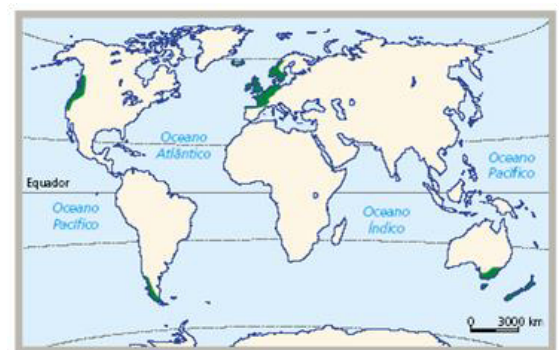 Oceano
Atlântico
Oceano
Pacífico
Equador
Oceano
Pacífico
Oceano
Índico
0 3000 km